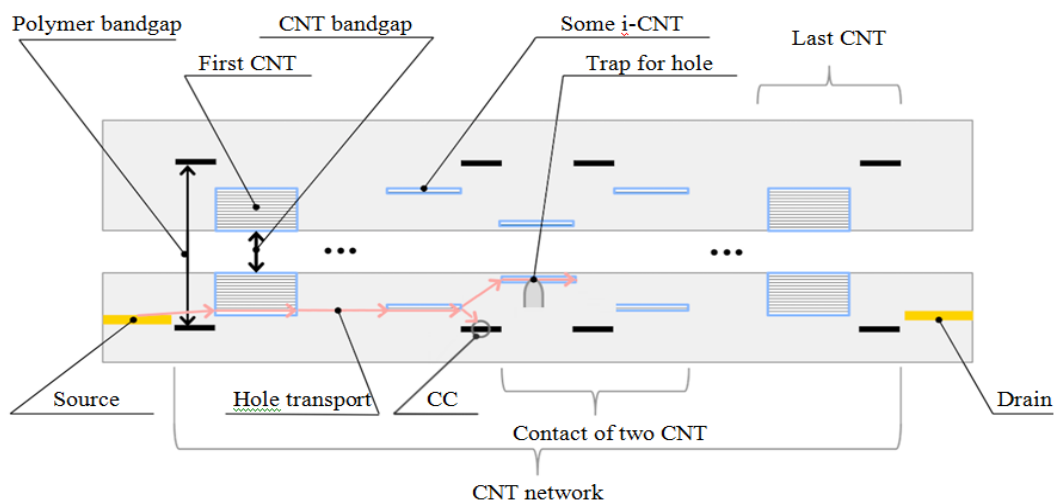 Polymer bandgap
CNT bandgap
Some i-CNT
Last CNT
First CNT
Trap for hole
Source
Hole transport
CC
Drain
Contact of two CNT
CNT network